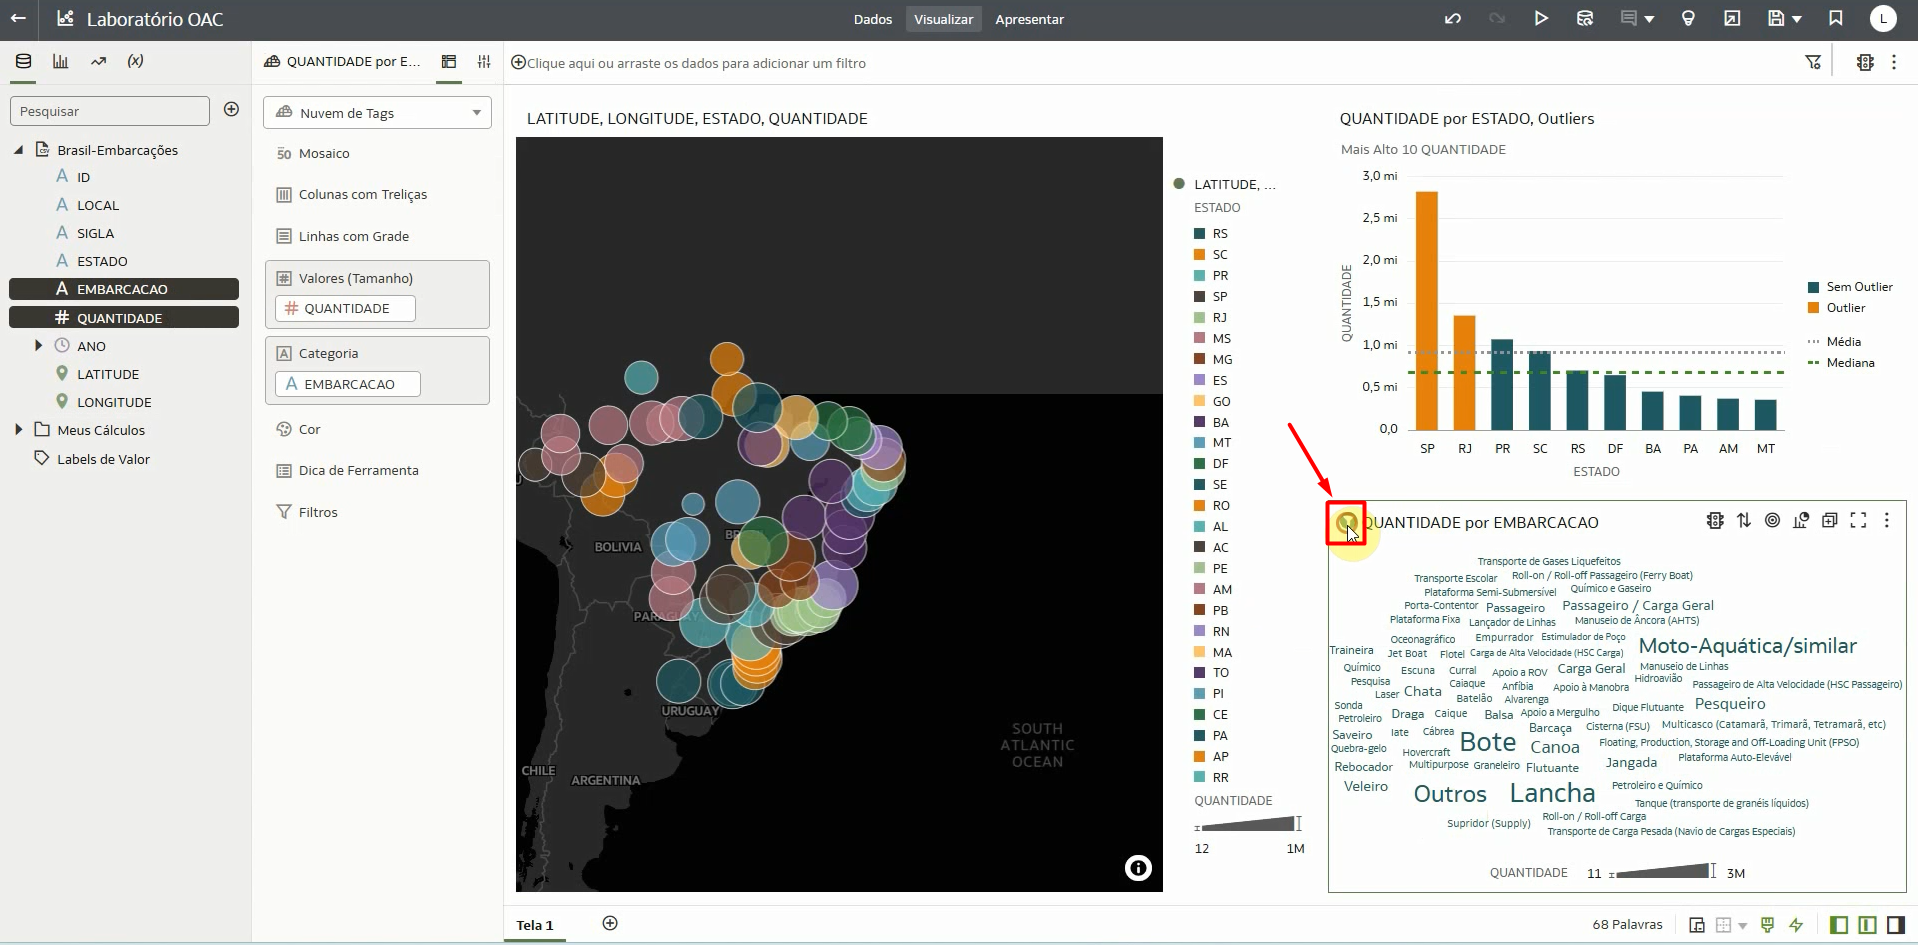 Laboratório OAC
Dados
Visualizar
Apresentar
L
(x)
QUANTIDADE por E...
Clique aqui ou arraste os dados para adicionar um filtro
Pesquisar
Brasil-Embarcações
A ID
A LOCAL
A SIGLA
A ESTADO
A EMBARCACAO
# QUANTIDADE
ANO
LATITUDE
LONGITUDE
Meus Cálculos
Labels de Valor
Nuvem de Tags
50 Mosaico
Colunas com Treliças
Linhas com Grade
Valores (Tamanho)
# QUANTIDADE
Categoria
A EMBARCACAO
Cor
Dica de Ferramenta
Filtros
LATITUDE, LONGITUDE, ESTADO, QUANTIDADE
BOLIVIA
PARAGUAY
URUGUAY
CHILE
ARGENTINA
SOUTH
ATLANTIC
OCEAN
LATITUDE, ...
ESTADO
RS
SC
PR
SP
RJ
MS
MG
ES
GO
BA
MT
DF
SE
RO
AL
AC
PE
AM
PB
RN
MA
TO
PI
CE
PA
AP
RR
QUANTIDADE
12 1M
QUANTIDADE por ESTADO, Outliers
Mais Alto 10 QUANTIDADE
3,0 mi
2,5 mi
2,0 mi
1,5 mi
1,0 mi
0,5 mi
0,0
QUANTIDADE
SP RJ PR SC RS DF BA PA AM MT
ESTADO
Sem Outlier
Outlier
Média
Mediana
QUANTIDADE por EMBARCACAO
Transporte de Gases Liquefeitos
Transporte Escolar Roll-on / Roll-off Passageiro (Ferry Boat)
Plataforma Semi-Submersível Químico e Gaseiro
Porta-Contentor Passageiro Passageiro / Carga Geral
Plataforma Fixa Lançador de Linhas Manuseio de Âncora (AHTS)
Oceanográfico Empurrador Estimulador de Poço Moto-Aquática/similar
Traineira Jet Boat Flotel Carga de Alta Velocidade (HSC Carga)
Químico Escuna Curral Apoio a ROV Carga Geral Manuseio de Linhas
Pesquisa Caiaque Anfíbia Apoio à Manobra Hidroavião Passageiro de Alta Velocidade (HSC Passageiro)
Laser Chata Batelão Alvarenga
Sonda Dique Flutuante Pesqueiro
Petroleiro Draga Caique Balsa Apoio a Mergulho
Saveiro Iate Cábrea Barcaça Cisterna (FSU) Multicasco (Catamarã, Trimarã, Tetramarã, etc)
Quebra-gelo Hovercraft Bote Canoa Floating, Production, Storage and Off-Loading Unit (FPSO)
Rebocador Multipurpose Graneleiro Flutuante Jangada Plataforma Auto-Elevável
Veleiro Outros Lancha Petroleiro e Químico
Tanque (transporte de granéis líquidos)
Supridor (Supply) Roll-on / Roll-off Carga
Transporte de Carga Pesada (Navio de Cargas Especiais)
QUANTIDADE 11 3M
Tela 1
68 Palavras